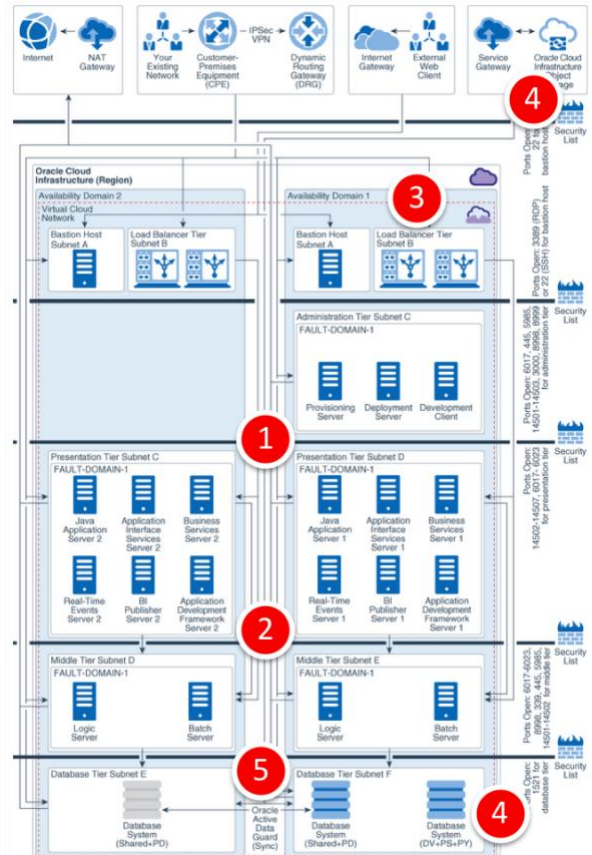 Internet
NAT
Gateway
Your
Existing
Network
Customer-
Premises
Equipment
(CPE)
IPSec
VPN
Dynamic
Routing
Gateway
(DRG)
Internet
Gateway
External
Web
Client
Service
Gateway
Oracle Cloud
Infrastructure
Object
4
Security
List
Ports Open:
22
bastion host
Oracle Cloud
Infrastructure (Region)
Availability Domain 2
Virtual Cloud
Network
Bastion Host
Subnet A
Load Balancer Tier
Subnet B
Availability Domain 1
3
Bastion Host
Subnet A
Load Balancer Tier
Subnet B
Ports Open: 3389 (RDP)
or 22 (SSH) for bastion host
Security
List
Administration Tier Subnet C
FAULT-DOMAIN-1
Provisioning
Server
Deployment
Server
Development
Client
Ports Open: 6017, 445, 5985,
14501-14503, 3000, 8998, 8999
for administration tier
Security
List
1
Presentation Tier Subnet C
FAULT-DOMAIN-1
Java
Application
Server 2
Application
Interface
Services
Server 2
Business
Services
Server 2
Real-Time
Events
Server 2
BI
Publisher
Server 2
Application
Development
Framework
Server 2
Presentation Tier Subnet D
FAULT-DOMAIN-1
Java
Application
Server 1
Application
Interface
Services
Server 1
Business
Services
Server 1
Real-Time
Events
Server 1
BI
Publisher
Server 1
Application
Development
Framework
Server 1
Ports Open:
14502-14507, 6017- 6023
for presentation tier
Security
List
2
Middle Tier Subnet D
FAULT-DOMAIN-1
Logic
Server
Batch
Server
Middle Tier Subnet E
FAULT-DOMAIN-1
Logic
Server
Batch
Server
Ports Open: 6017-6023,
8998, 339, 445, 5985,
14501-14502 for middle tier
Security
List
5
Database Tier Subnet E
Database
System
(Shared+PD)
Oracle
Active
Data
Guard
(Sync)
Database Tier Subnet F
Database
System
(Shared+PD)
Database
System
(DV+PS+PY)
4
Open:
1521 for
database tier